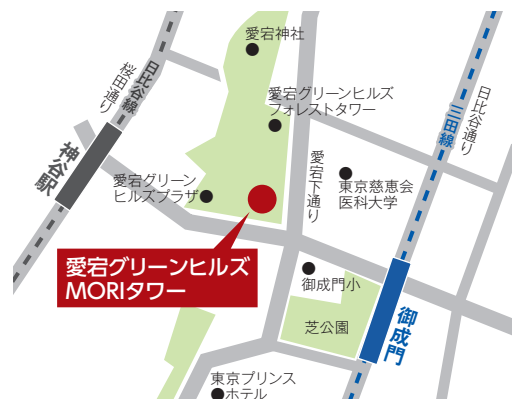 愛宕神社
日比谷線
桜田通り
愛宕グリーンヒルズ
フォレストタワー
日比谷通り
三田線
神谷駅
愛宕下通り
愛宕グリーン
ヒルズプラザ
東京慈恵会
医科大学
愛宕グリーンヒルズ
MORIタワー
御成門小
御成門
芝公園
東京プリンス
ホテル